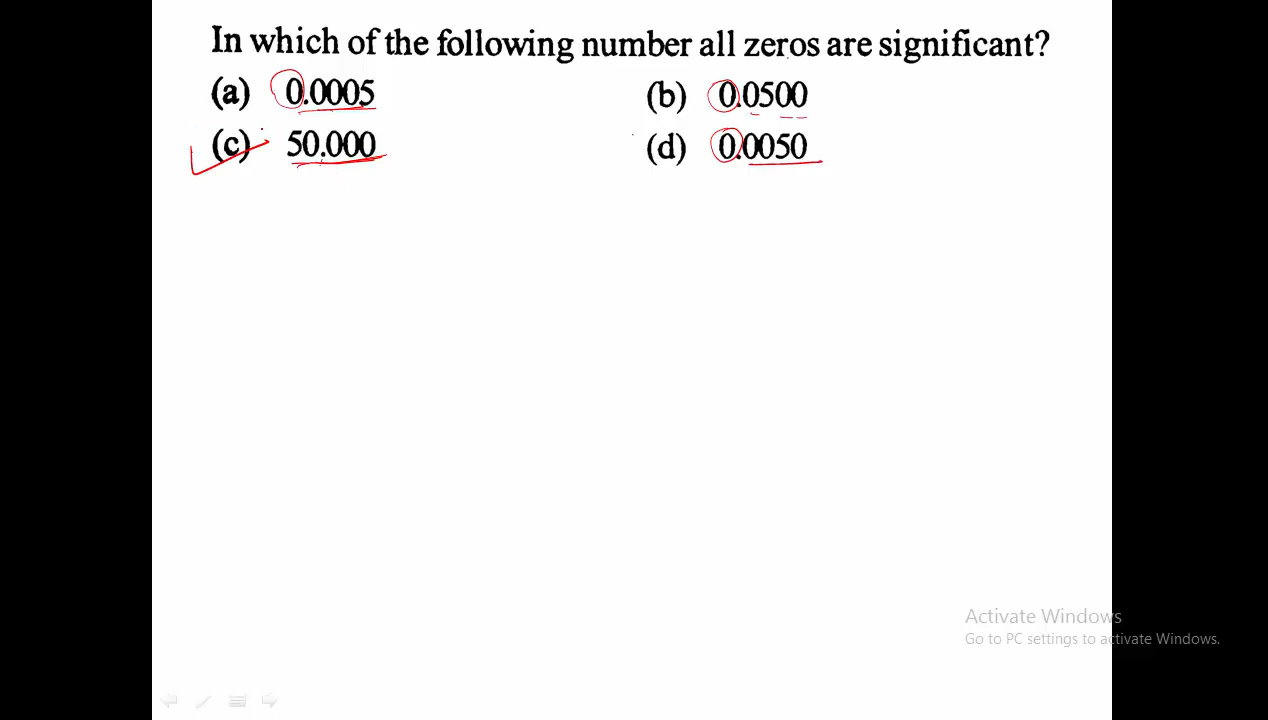 In which of the following number all zeros are significant?
(a) 0.0005 (b) 0.0500
(c) 50.000 (d) 0.0050
Activate Windows
Go to PC settings to activate Windows.